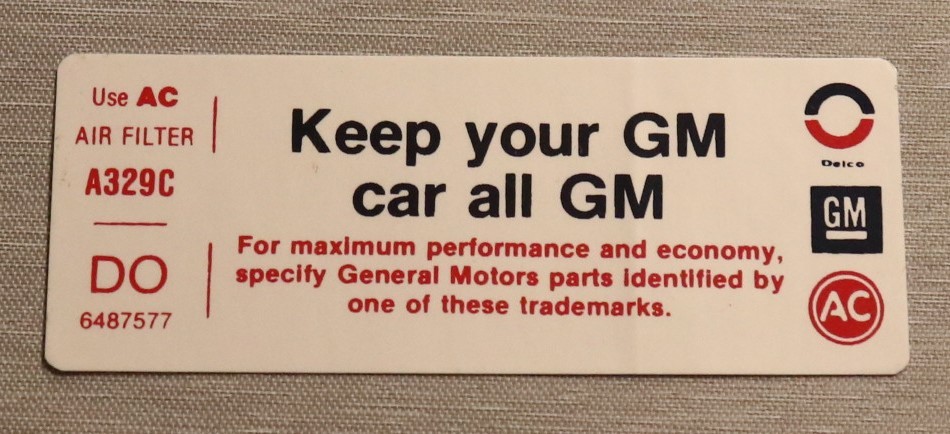 Use AC
AIR FILTER
A329C
DO
6487577
Keep your GM
car all GM
For maximum performance and economy,
specify General Motors parts identified by
one of these trademarks.
Delco
GM
AC